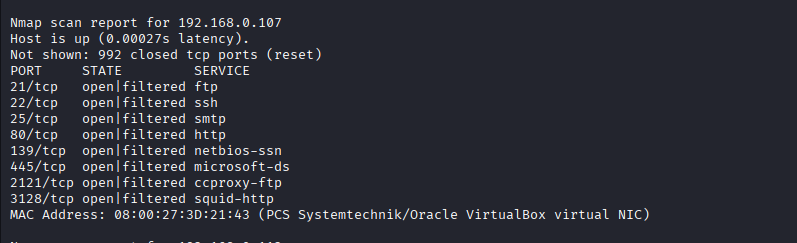 Nmap scan report for 192.168.0.107
Host is up (0.00027s latency).
Not shown: 992 closed tcp ports (reset)
PORT     STATE         SERVICE
21/tcp   open|filtered ftp
22/tcp   open|filtered ssh
25/tcp   open|filtered smtp
80/tcp   open|filtered http
139/tcp  open|filtered netbios-ssn
445/tcp  open|filtered microsoft-ds
2121/tcp open|filtered ccproxy-ftp
3128/tcp open|filtered squid-http
MAC Address: 08:00:27:3D:21:43 (PCS Systemtechnik/Oracle VirtualBox virtual NIC)